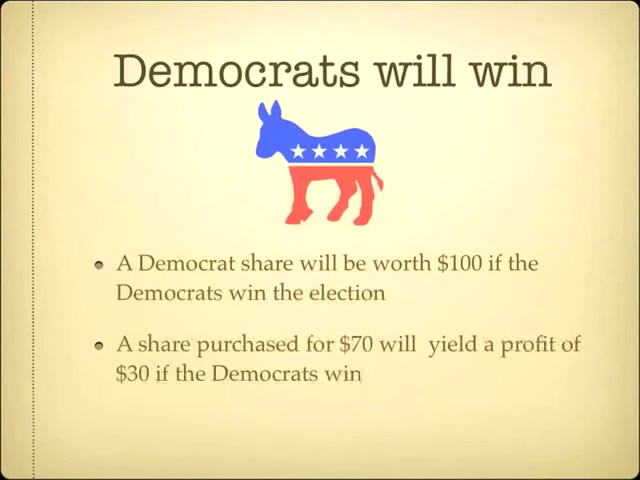 Democrats will win
A Democrat share will be worth $100 if the
Democrats win the election
A share purchased for $70 will yield a profit of
$30 if the Democrats win